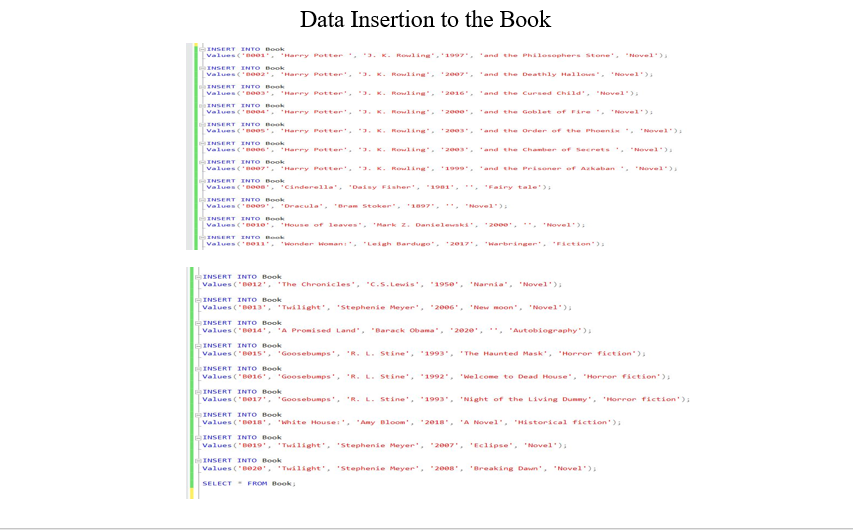 Data Insertion to the Book
INSERT INTO Book
Values('B001', 'Harry Potter ', 'J. K. Rowling','1997', 'and the Philosophers Stone', 'Novel');
INSERT INTO Book
Values('B002', 'Harry Potter', 'J. K. Rowling', '2007', 'and the Deathly Hallows', 'Novel');
INSERT INTO Book
Values('B003', 'Harry Potter', 'J. K. Rowling', '2016', 'and the Cursed Child', 'Novel');
INSERT INTO Book
Values('B004', 'Harry Potter', 'J. K. Rowling', '2000', 'and the Goblet of Fire ', 'Novel');
INSERT INTO Book
Values('B005', 'Harry Potter', 'J. K. Rowling', '2003', 'and the Order of the Phoenix ', 'Novel');
INSERT INTO Book
Values('B006', 'Harry Potter', 'J. K. Rowling', '2003', 'and the Chamber of Secrets ', 'Novel');
INSERT INTO Book
Values('B007', 'Harry Potter', 'J. K. Rowling', '1999', 'and the Prisoner of Azkaban ', 'Novel');
INSERT INTO Book
Values('B008', 'Cinderella', 'Daisy Fisher', '1981', '', 'Fairy tale');
INSERT INTO Book
Values('B009', 'Dracula', 'Bram Stoker', '1897', '', 'Novel');
INSERT INTO Book
Values('B010', 'House of leaves', 'Mark Z. Danielewski', '2000', '', 'Novel');
INSERT INTO Book
Values('B011', 'Wonder Woman:', 'Leigh Bardugo', '2017', 'Warbringer', 'Fiction');
INSERT INTO Book
Values('B012', 'The Chronicles', 'C.S.Lewis', '1950', 'Narnia', 'Novel');
INSERT INTO Book
Values('B013', 'Twilight', 'Stephenie Meyer', '2006', 'New moon', 'Novel');
INSERT INTO Book
Values('B014', 'A Promised Land', 'Barack Obama', '2020', '', 'Autobiography');
INSERT INTO Book
Values('B015', 'Goosebumps', 'R. L. Stine', '1993', 'The Haunted Mask', 'Horror fiction');
INSERT INTO Book
Values('B016', 'Goosebumps', 'R. L. Stine', '1992', 'Welcome to Dead House', 'Horror fiction');
INSERT INTO Book
Values('B017', 'Goosebumps', 'R. L. Stine', '1993', 'Night of the Living Dummy', 'Horror fiction');
INSERT INTO Book
Values('B018', 'White House:', 'Amy Bloom', '2018', 'A Novel', 'Historical fiction');
INSERT INTO Book
Values('B019', 'Twilight', 'Stephenie Meyer', '2007', 'Eclipse', 'Novel');
INSERT INTO Book
Values('B020', 'Twilight', 'Stephenie Meyer', '2008', 'Breaking Dawn', 'Novel');
SELECT * FROM Book;